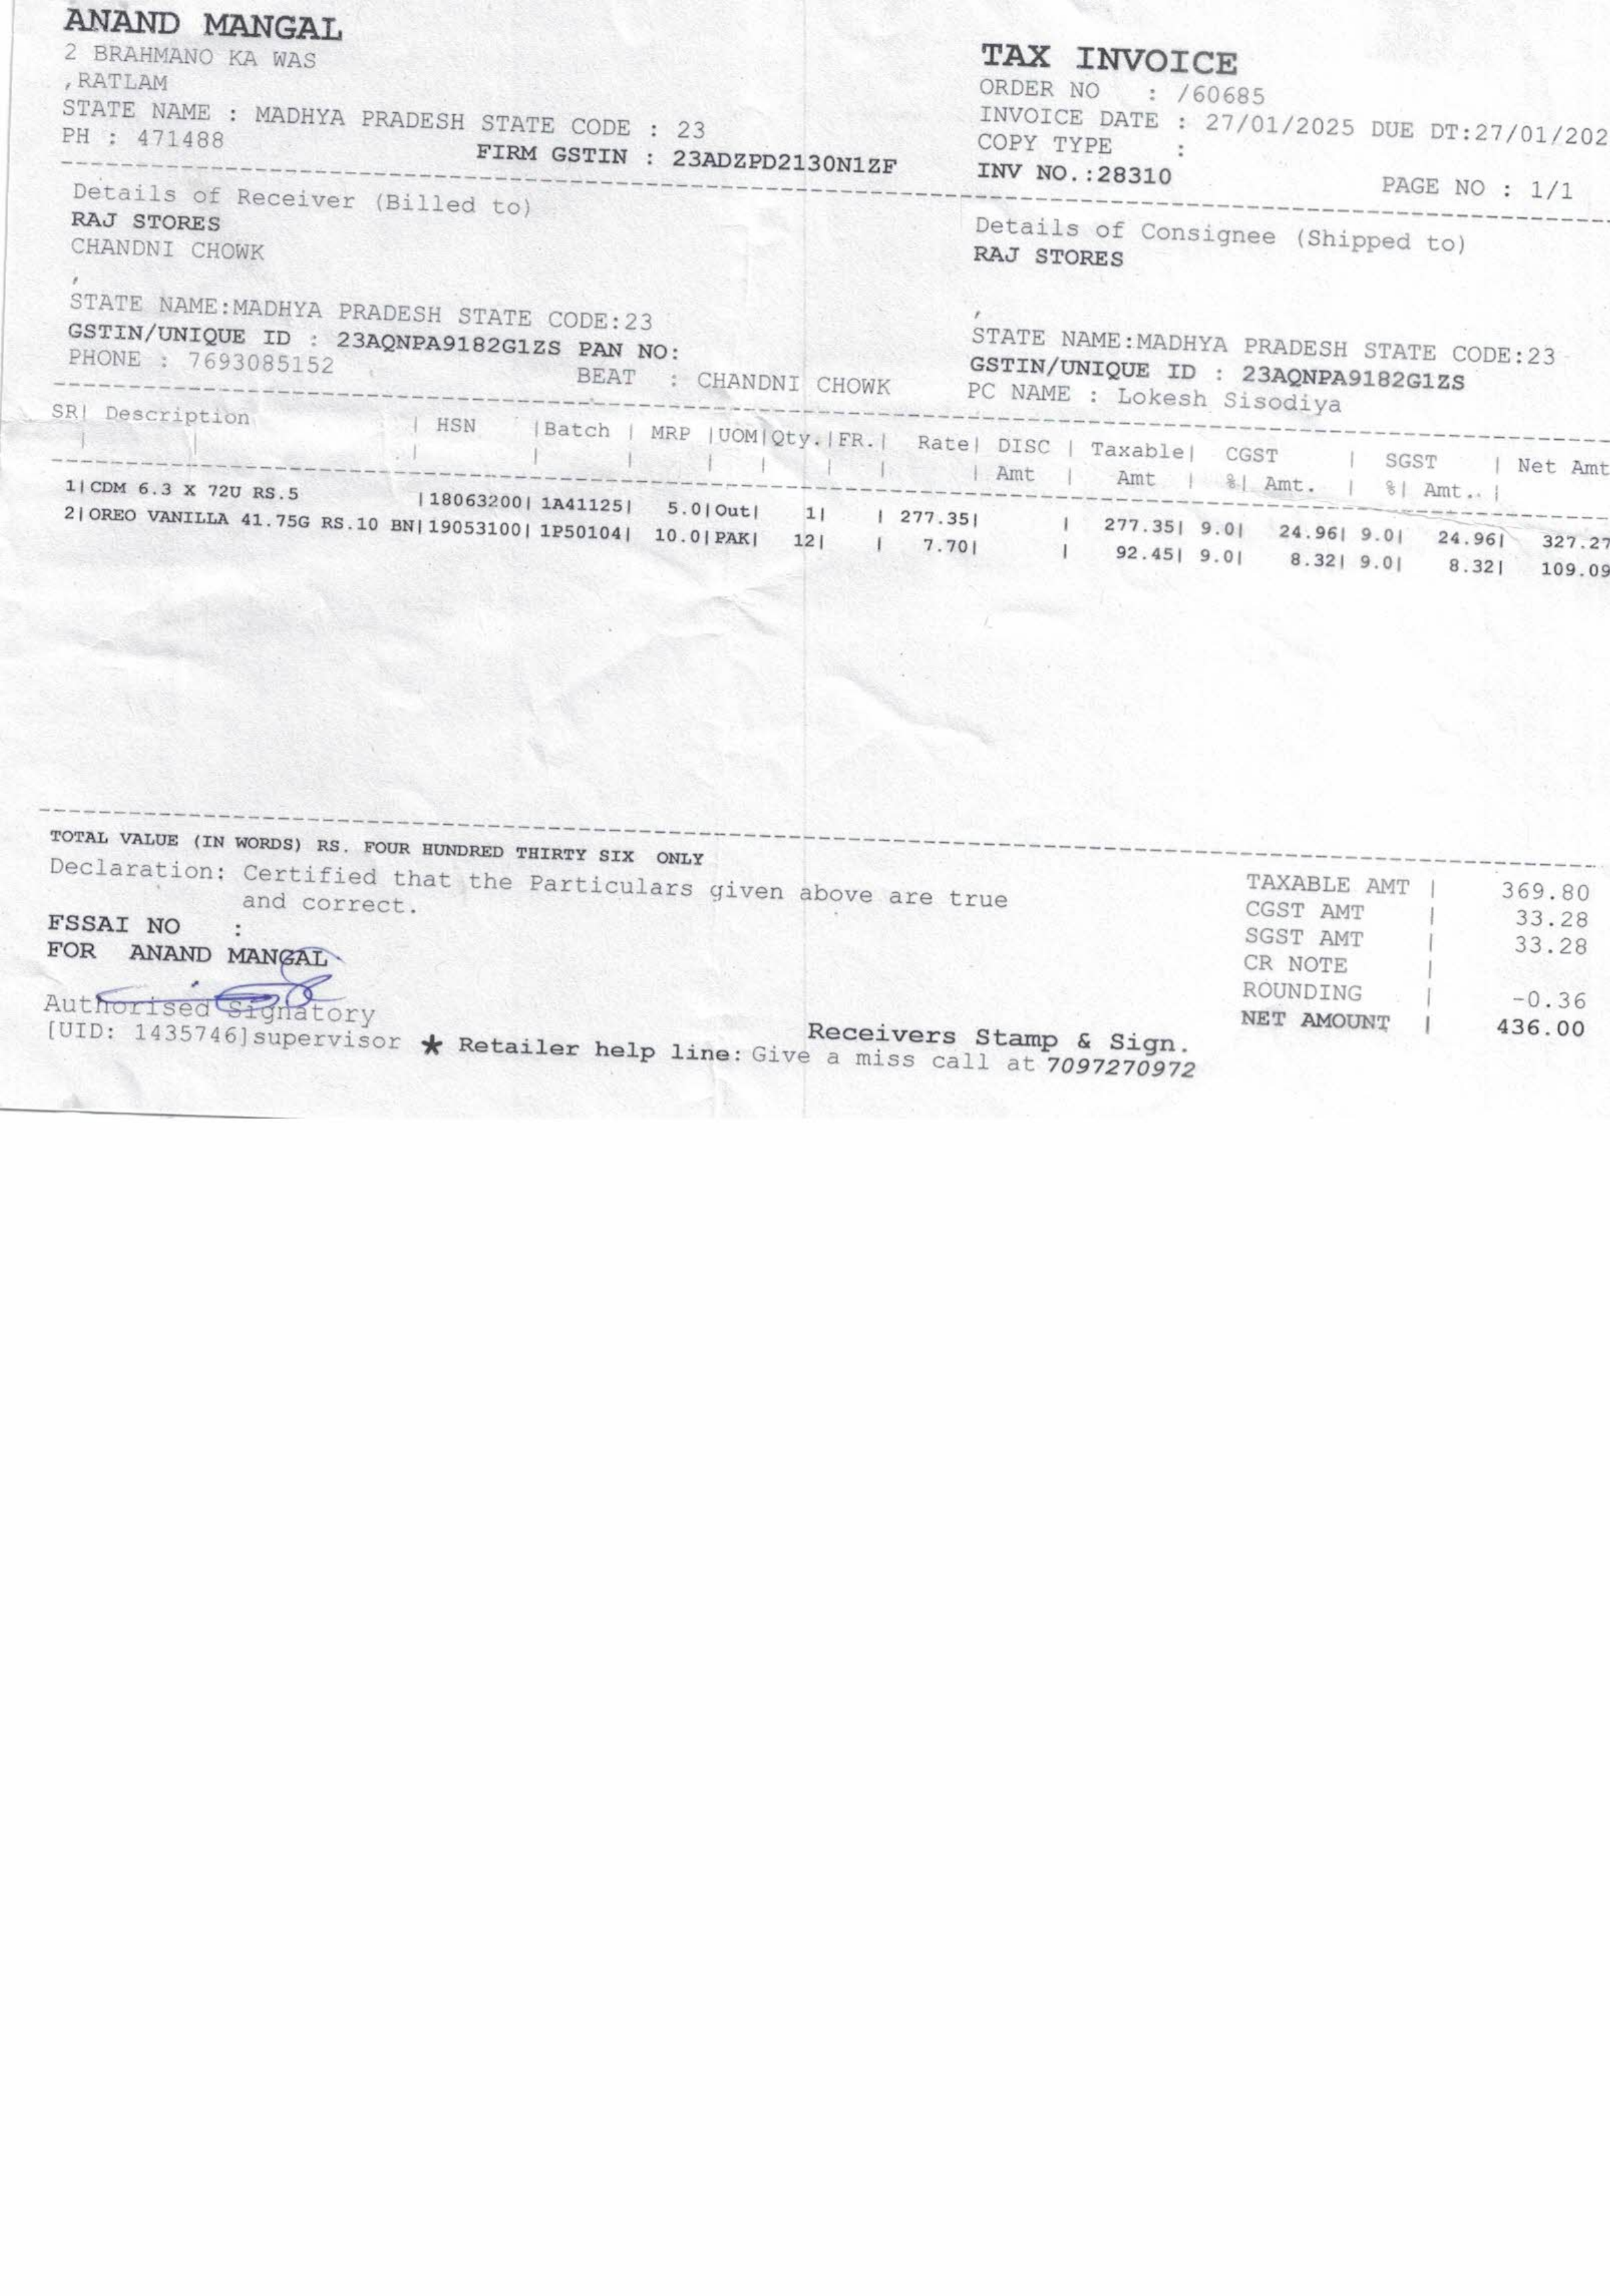 ANAND MANGAL
2 BRAHMANO KA WAS
,RATLAM
STATE NAME : MADHYA PRADESH STATE CODE : 23
PH : 471488
FIRM GSTIN : 23ADZPD2130N1ZF
TAX INVOICE
ORDER NO : /60685
INVOICE DATE : 27/01/2025 DUE DT:27/01/202
COPY TYPE :
INV NO.:28310 PAGE NO : 1/1
Details of Receiver (Billed to)
RAJ STORES
CHANDNI CHOWK
,
STATE NAME:MADHYA PRADESH STATE CODE:23
GSTIN/UNIQUE ID : 23AQNPA9182G1ZS PAN NO:
PHONE : 7693085152 BEAT : CHANDNI CHOWK
Details of Consignee (Shipped to)
RAJ STORES
,
STATE NAME:MADHYA PRADESH STATE CODE:23
GSTIN/UNIQUE ID : 23AQNPA9182G1ZS
PC NAME : Lokesh Sisodiya
SR| Description | HSN |Batch | MRP |UOM|Qty.|FR.| Rate| DISC | Taxable| CGST | SGST | Net Amt
| | | | | | | | | | Amt | Amt | %| Amt. | %| Amt. |
1|CDM 6.3 X 72U RS.5 |18063200| 1A41125| 5.0|Out| 1| | 277.35| | 277.35| 9.0| 24.96| 9.0| 24.96| 327.27
2|OREO VANILLA 41.75G RS.10 BN|19053100| 1P50104| 10.0|PAK| 12| | 7.70| | 92.45| 9.0| 8.32| 9.0| 8.32| 109.09
TOTAL VALUE (IN WORDS) RS. FOUR HUNDRED THIRTY SIX ONLY
Declaration: Certified that the Particulars given above are true
and correct.
FSSAI NO :
FOR ANAND MANGAL
Authorised Signatory
[UID: 1435746]supervisor * Retailer help line: Give a miss call at 7097270972
Receivers Stamp & Sign.
TAXABLE AMT | 369.80
CGST AMT | 33.28
SGST AMT | 33.28
CR NOTE |
ROUNDING | -0.36
NET AMOUNT | 436.00